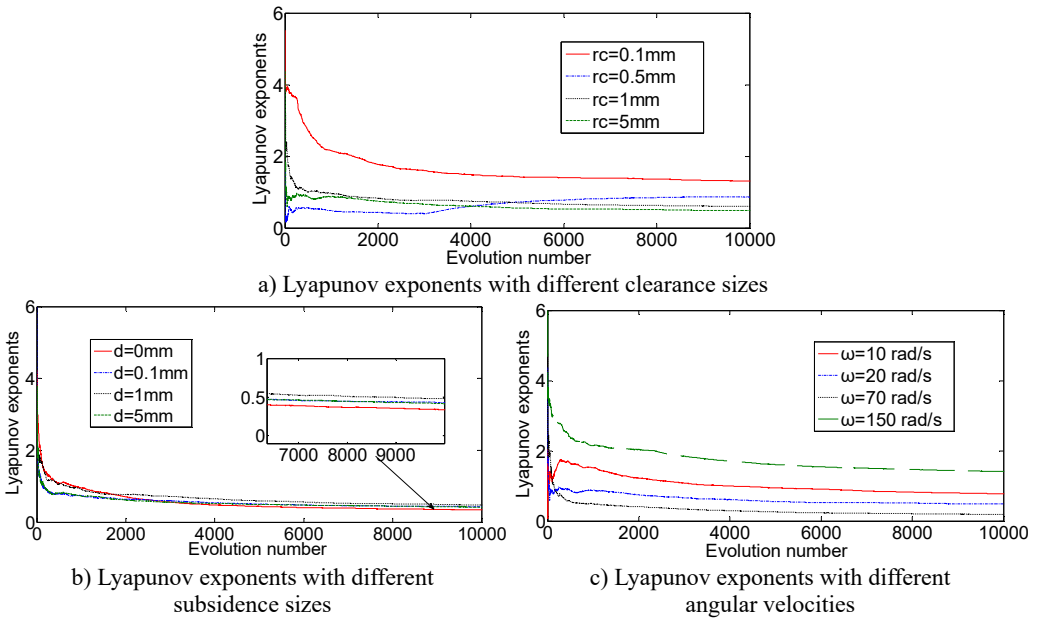 6
4
2
0
Lyapunov exponents
rc=0.1mm
rc=0.5mm
rc=1mm
rc=5mm
0 2000 4000 6000 8000 10000
Evolution number
a) Lyapunov exponents with different clearance sizes
6
4
2
0
Lyapunov exponents
d=0mm
d=0.1mm
d=1mm
d=5mm
1
0.5
0
7000 8000 9000
0 2000 4000 6000 8000 10000
Evolution number
b) Lyapunov exponents with different
subsidence sizes
6
4
2
0
Lyapunov exponents
ω=10 rad/s
ω=20 rad/s
ω=70 rad/s
ω=150 rad/s
0 2000 4000 6000 8000 10000
Evolution number
c) Lyapunov exponents with different
angular velocities